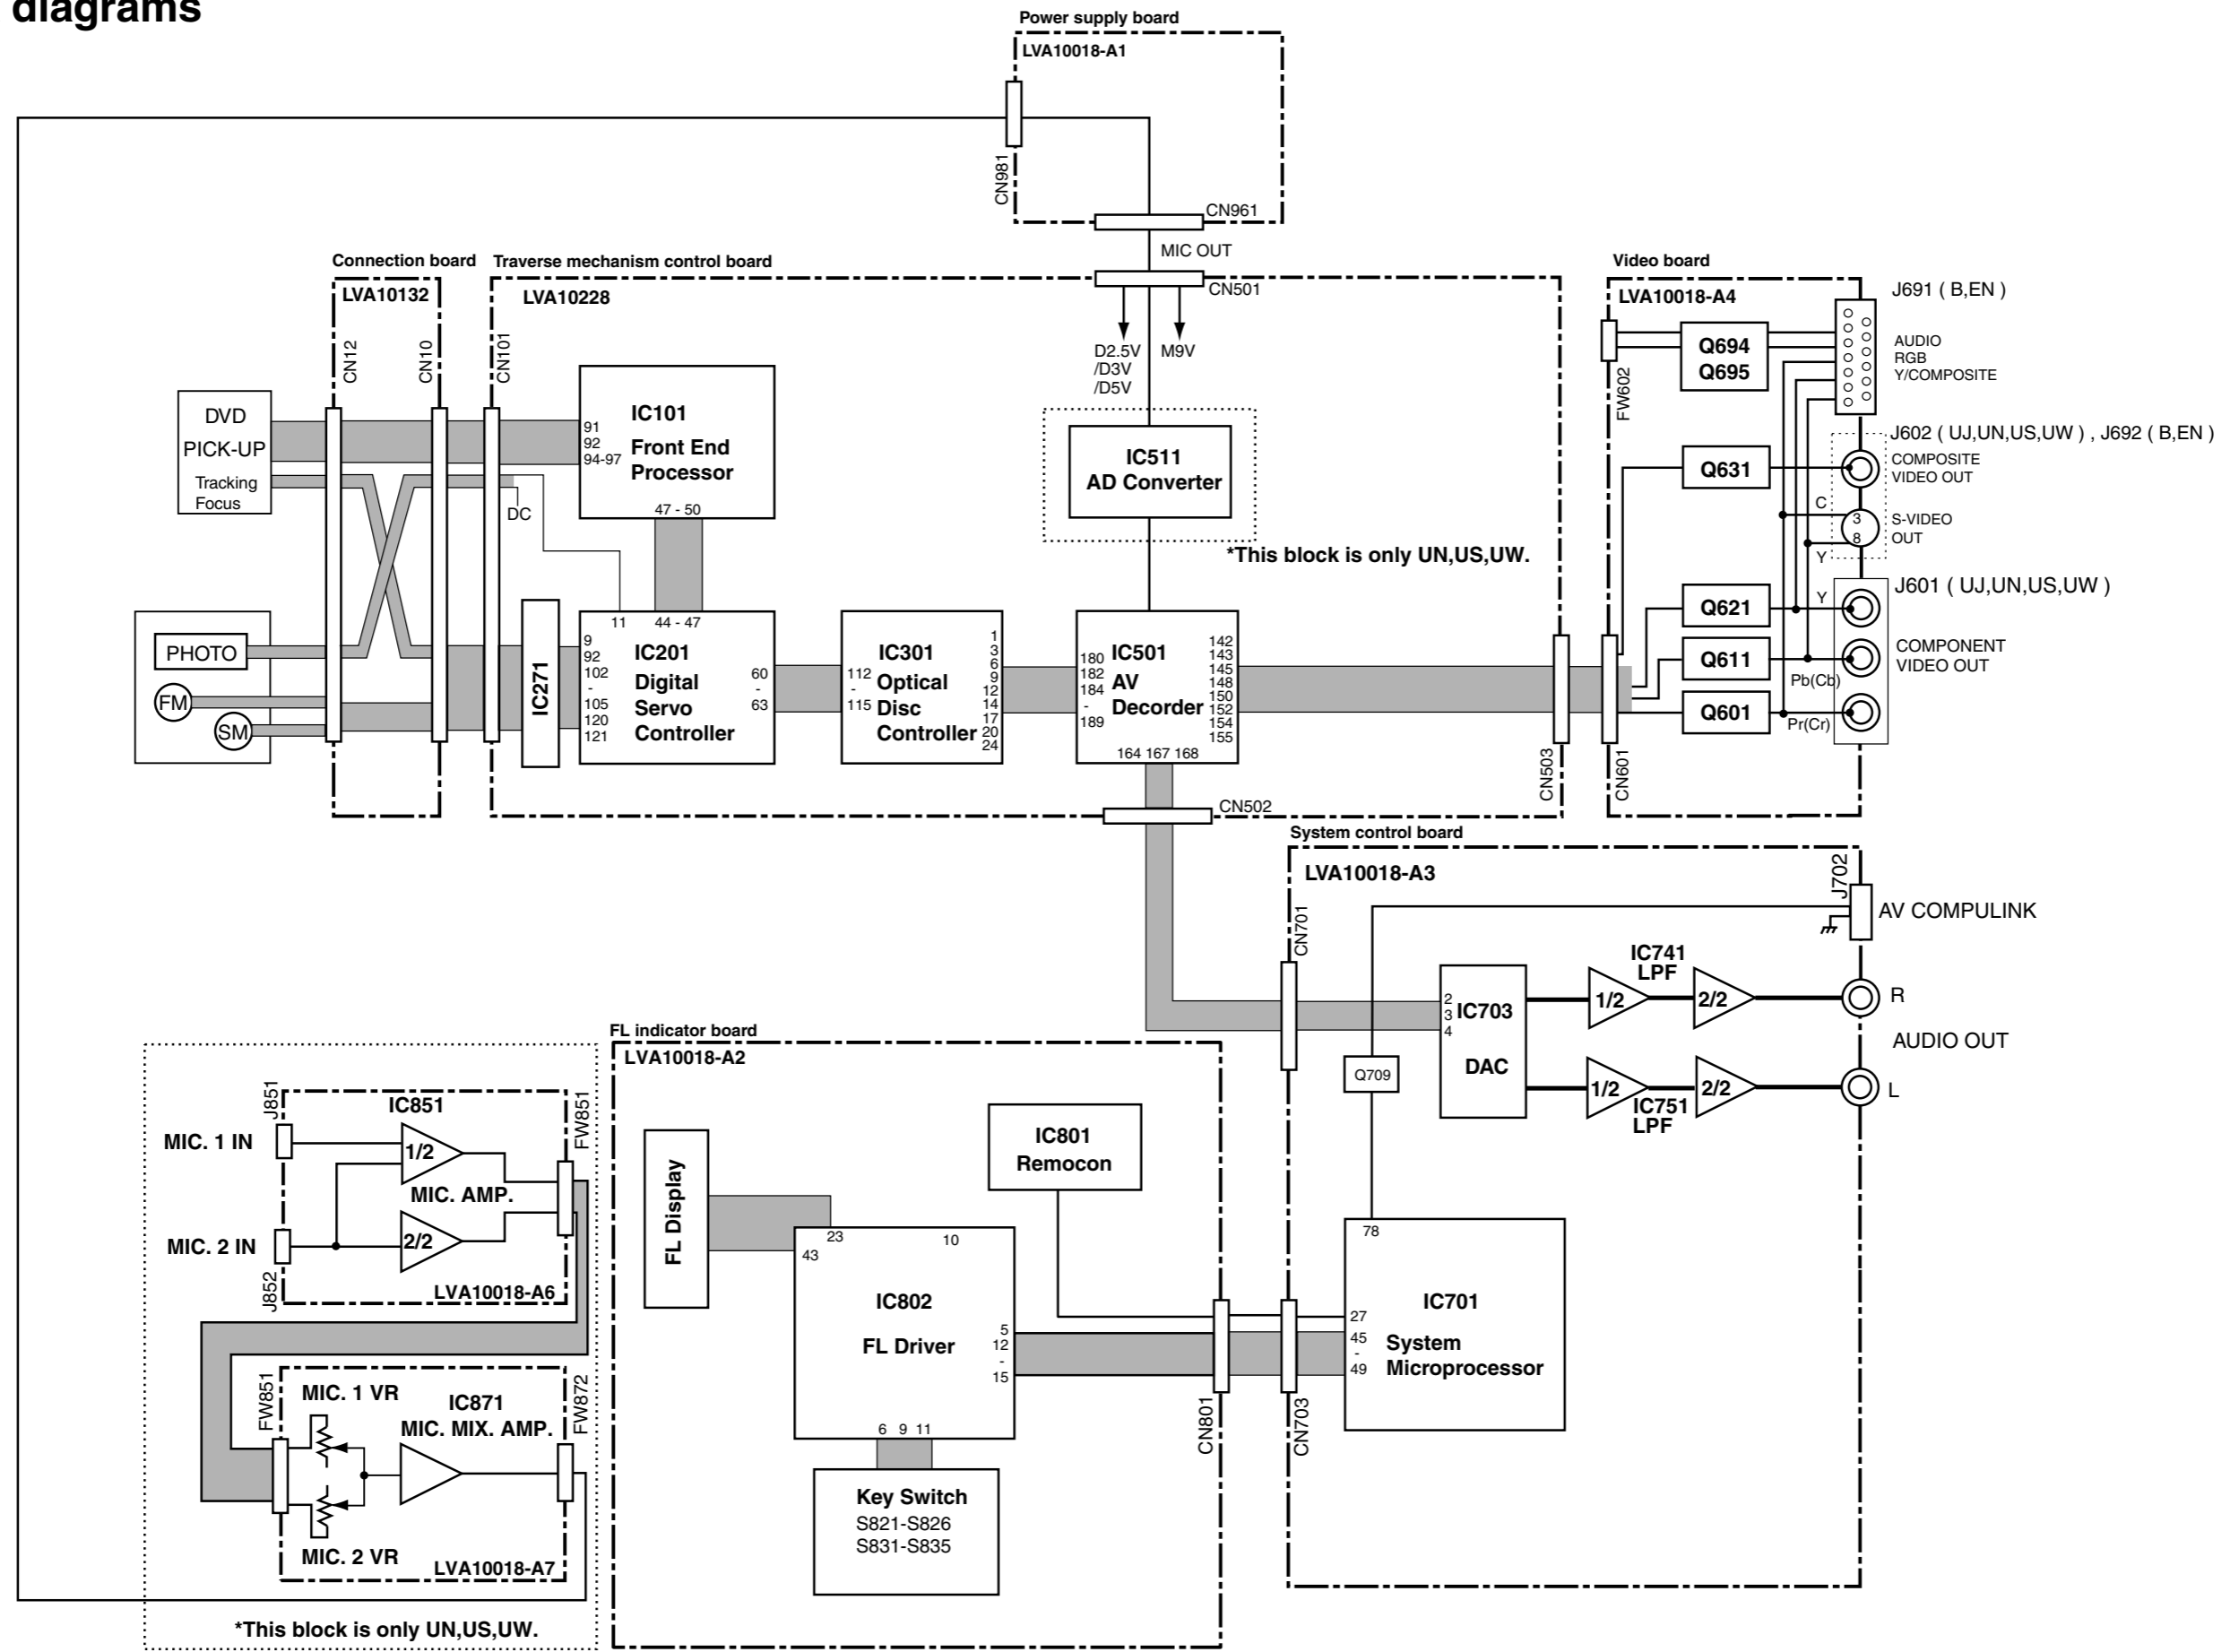 diagrams
Power supply board
LVA10018-A1
CN981
CN961
MIC OUT
Connection board
LVA10132
CN12
CN10
Traverse mechanism control board
LVA10228
CN101
CN501
D2.5V
/D3V
/D5V
M9V
DVD
PICK-UP
Tracking
Focus
DC
IC101
Front End
Processor
91
92
94-97
47 - 50
IC511
AD Converter
*This block is only UN,US,UW.
PHOTO
FM
SM
IC271
11
44 - 47
9
92
102
-
105
120
121
IC201
Digital
Servo
Controller
60
-
63
112
-
115
IC301
Optical
Disc
Controller
1
3
6
9
12
14
17
20
24
180
182
184
-
189
IC501
AV
Decorder
142
143
145
148
150
152
154
155
164 167 168
CN502
CN503
Video board
LVA10018-A4
FW602
CN601
Q694
Q695
Q631
Q621
Q611
Q601
J691 ( B,EN )
AUDIO
RGB
Y/COMPOSITE
J602 ( UJ,UN,US,UW ) , J692 ( B,EN )
COMPOSITE
VIDEO OUT
C
3
8
Y
S-VIDEO
OUT
J601 ( UJ,UN,US,UW )
Y
COMPONENT
VIDEO OUT
Pb(Cb)
Pr(Cr)
System control board
LVA10018-A3
CN701
J702
AV COMPULINK
2
3
4
IC703
DAC
IC741
LPF
1/2
2/2
R
AUDIO OUT
1/2
2/2
IC751
LPF
L
Q709
78
IC701
System
Microprocessor
27
45
-
49
CN703
FL indicator board
LVA10018-A2
FL Display
IC801
Remocon
23
43
10
IC802
FL Driver
5
12
-
15
6 9 11
CN801
Key Switch
S821-S826
S831-S835
J851
IC851
FW851
MIC. 1 IN
1/2
MIC. AMP.
MIC. 2 IN
2/2
J852
LVA10018-A6
FW851
MIC. 1 VR
IC871
MIC. MIX. AMP.
FW872
MIC. 2 VR
LVA10018-A7
*This block is only UN,US,UW.